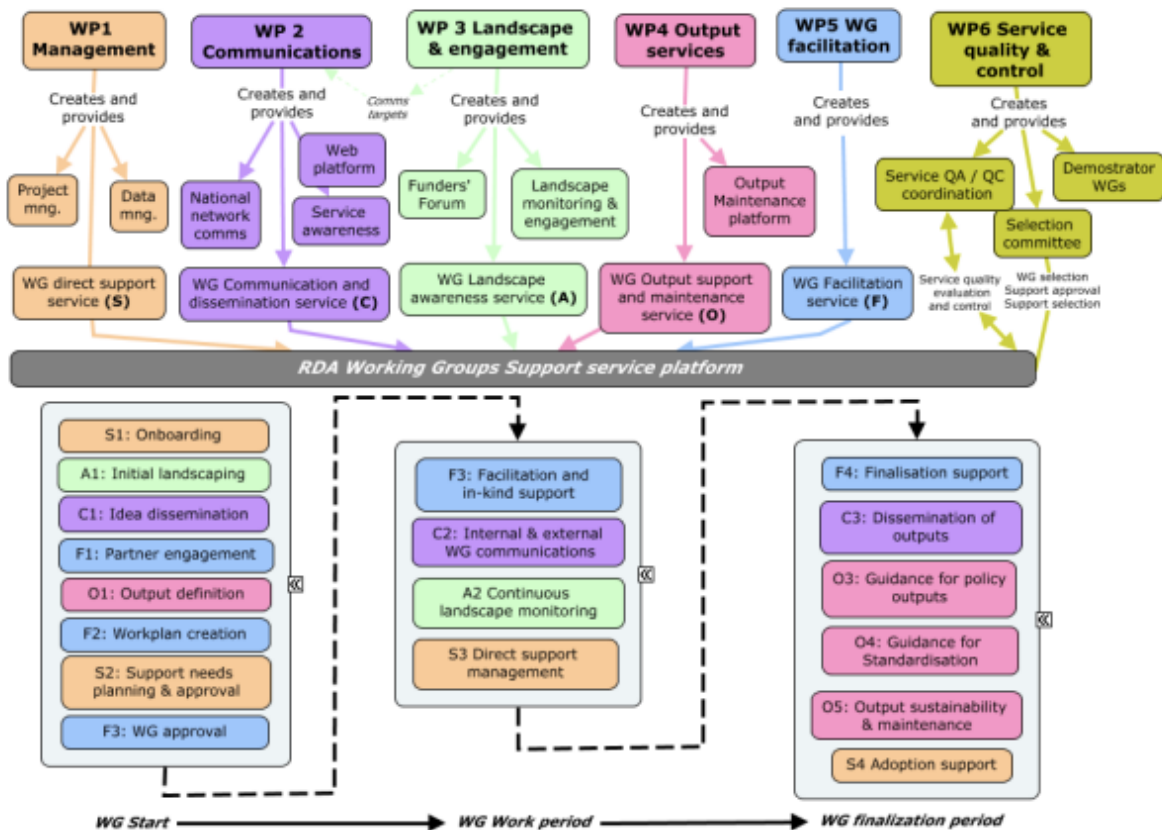 WP1
Management
WP 2
Communications
WP 3 Landscape
& engagement
WP4 Output
services
WP5 WG
facilitation
WP6 Service
quality &
control
Creates and
provides
Creates and
provides
Comms
targets
Creates and
provides
Creates and
provides
Creates
and provides
Creates
and provides
Project
mng.
Data
mng.
National
network
comms
Web
platform
Service
awareness
Funders'
Forum
Landscape
monitoring &
engagement
Output
Maintenance
platform
Service QA / QC
coordination
Demostrator
WGs
Selection
committee
WG direct support
service (S)
WG Communication and
dissemination service (C)
WG Landscape
awareness service (A)
WG Output support
and maintenance
service (O)
WG Facilitation
service (F)
Service quality
evaluation
and control
WG selection
Support approval
Support selection
RDA Working Groups Support service platform
S1: Onboarding
A1: Initial landscaping
C1: Idea dissemination
F1: Partner engagement
O1: Output definition
F2: Workplan creation
S2: Support needs
planning & approval
F3: WG approval
F3: Facilitation and
in-kind support
C2: Internal & external
WG communications
A2 Continuous
landscape monitoring
S3 Direct support
management
F4: Finalisation support
C3: Dissemination of
outputs
O3: Guidance for policy
outputs
O4: Guidance for
Standardisation
O5: Output sustainability
& maintenance
S4 Adoption support
WG Start
WG Work period
WG finalization period